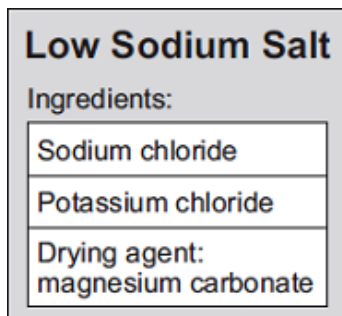 Low Sodium Salt
Ingredients:
Sodium chloride
Potassium chloride
Drying agent:
magnesium carbonate